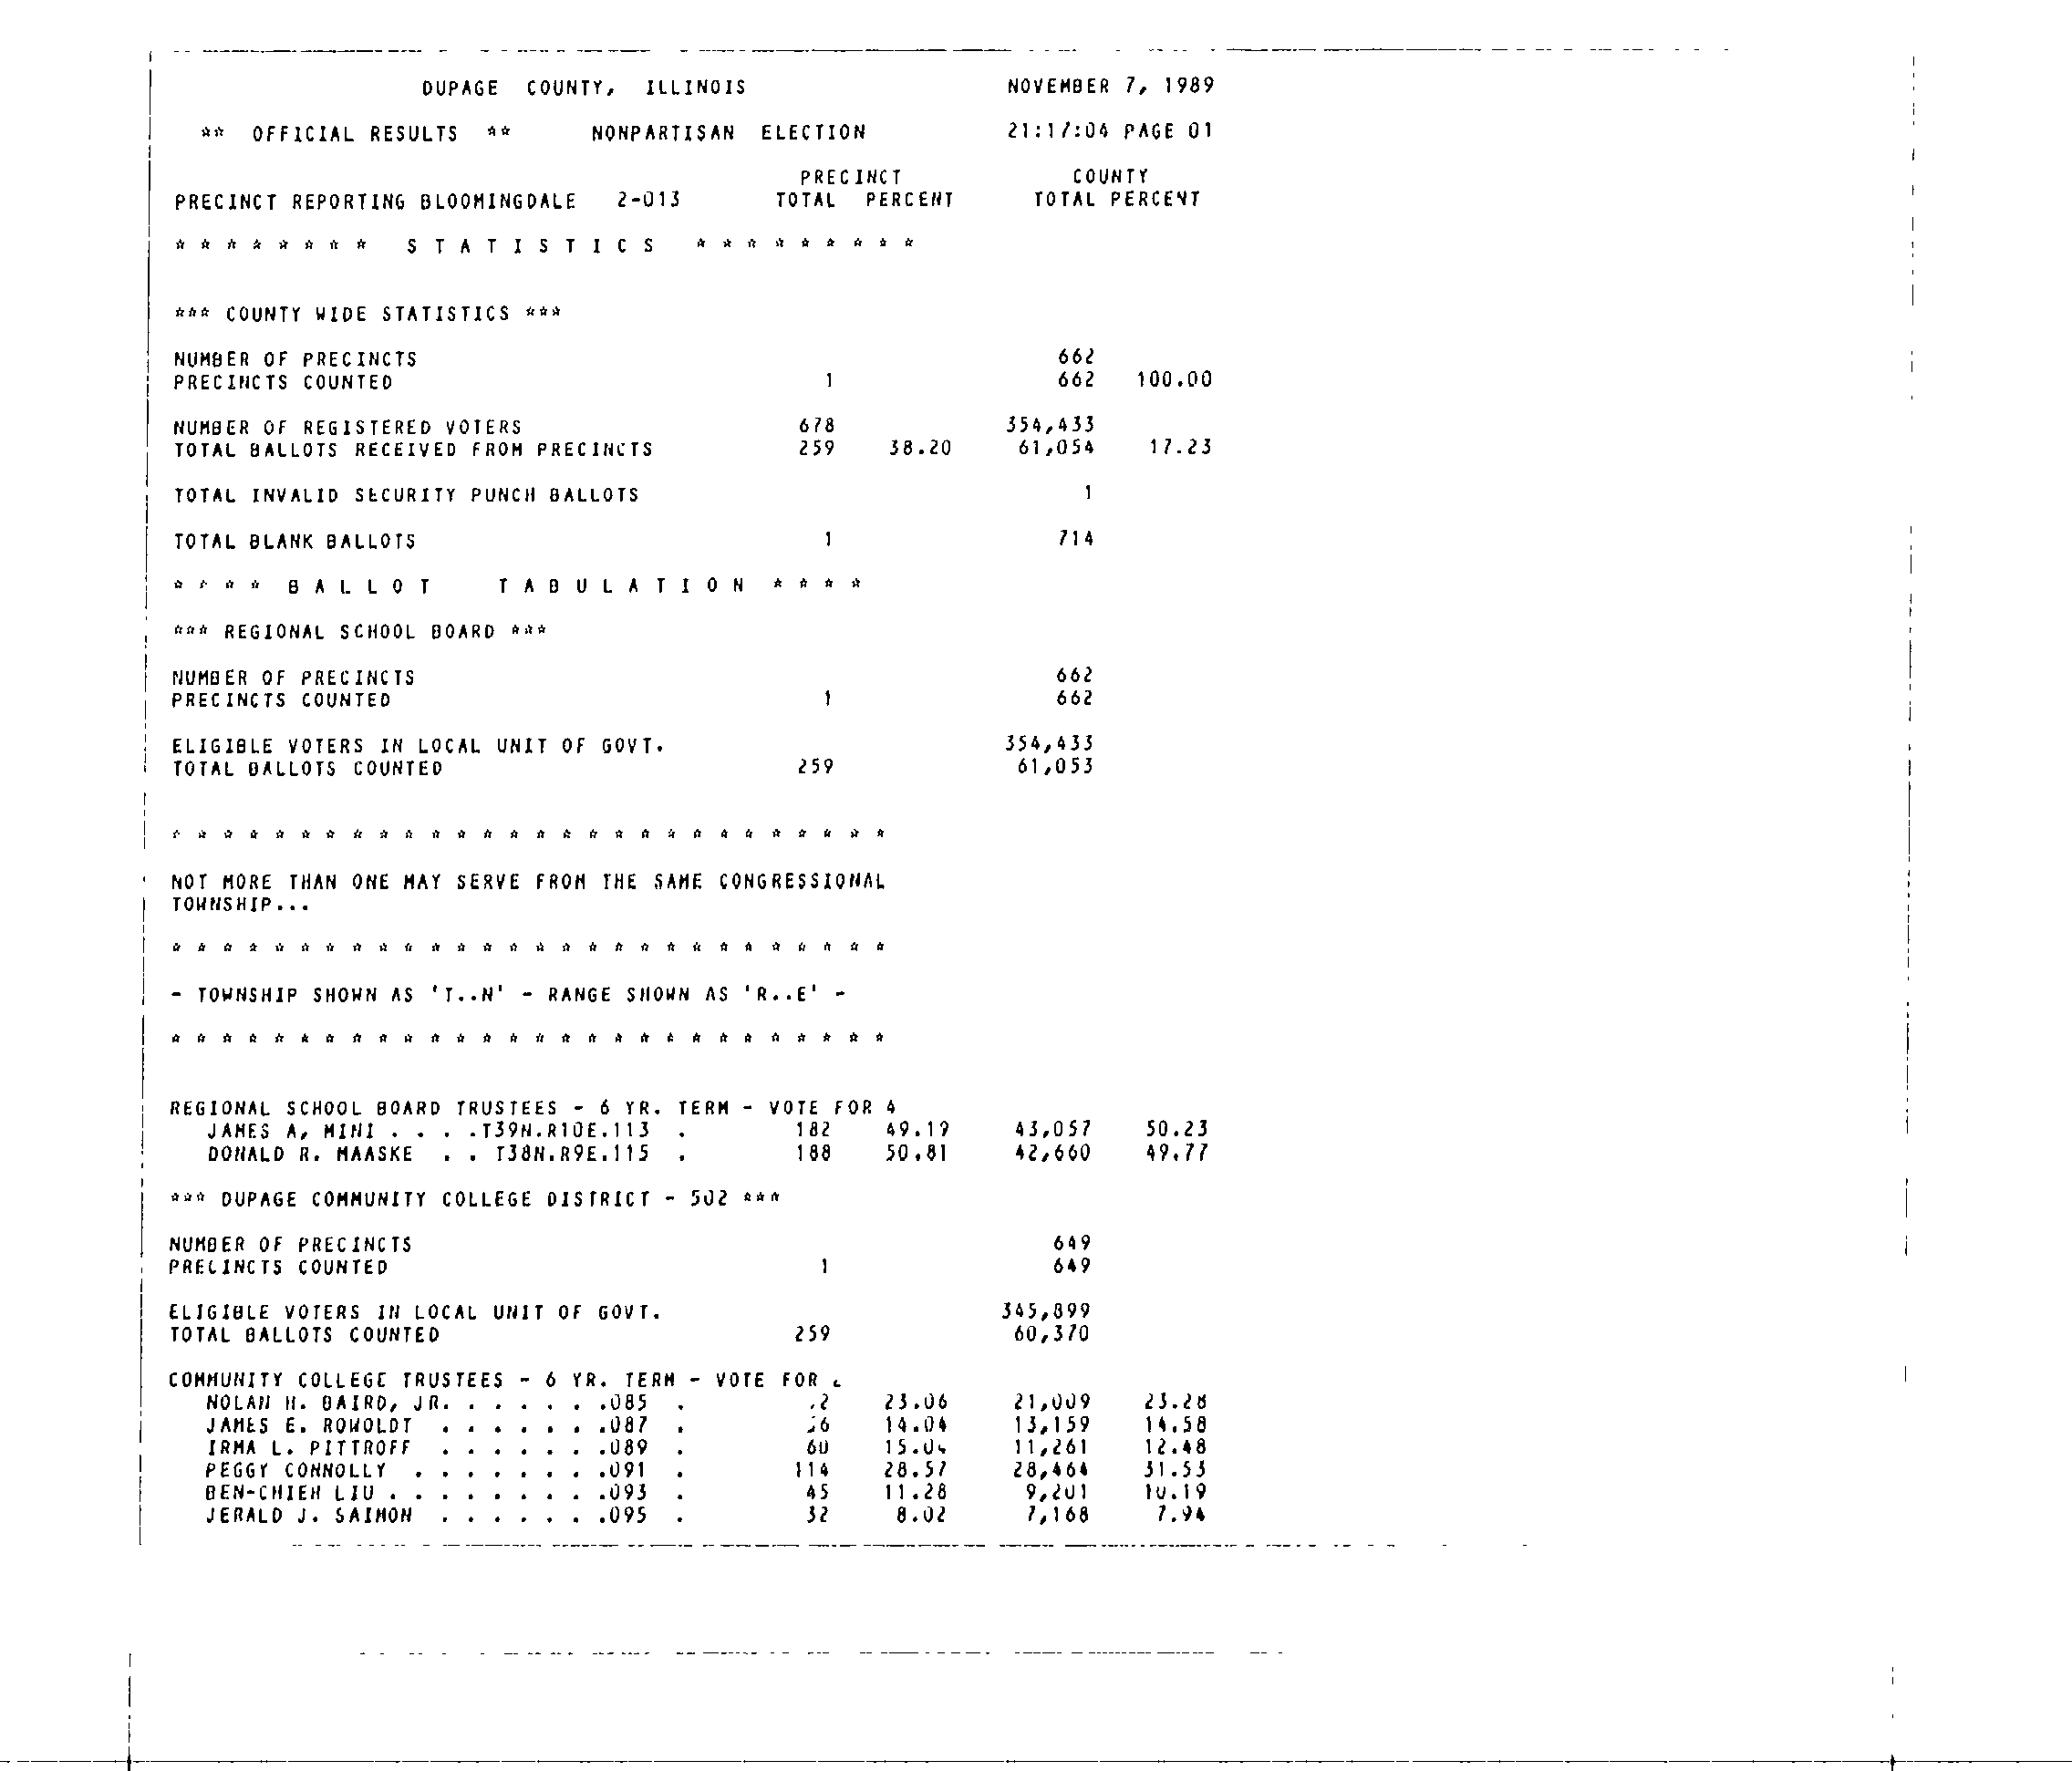 DUPAGE COUNTY, ILLINOIS NOVEMBER 7, 1989
** OFFICIAL RESULTS ** NONPARTISAN ELECTION 21:17:04 PAGE 01
PRECINCT COUNTY
PRECINCT REPORTING BLOOMINGDALE 2-013 TOTAL PERCENT TOTAL PERCENT
* * * * * * * * S T A T I S T I C S * * * * * * * * *
*** COUNTY WIDE STATISTICS ***
NUMBER OF PRECINCTS 662
PRECINCTS COUNTED 1 662 100.00
NUMBER OF REGISTERED VOTERS 678 354,433
TOTAL BALLOTS RECEIVED FROM PRECINCTS 259 38.20 61,054 17.23
TOTAL INVALID SECURITY PUNCH BALLOTS 1
TOTAL BLANK BALLOTS 1 714
* * * * B A L L O T T A B U L A T I O N * * * *
*** REGIONAL SCHOOL BOARD ***
NUMBER OF PRECINCTS 662
PRECINCTS COUNTED 1 662
ELIGIBLE VOTERS IN LOCAL UNIT OF GOVT. 354,433
TOTAL BALLOTS COUNTED 259 61,053
* * * * * * * * * * * * * * * * * * * * * * * * * * * *
NOT MORE THAN ONE MAY SERVE FROM THE SAME CONGRESSIONAL
TOWNSHIP...
* * * * * * * * * * * * * * * * * * * * * * * * * * * *
- TOWNSHIP SHOWN AS 'T..N' - RANGE SHOWN AS 'R..E' -
* * * * * * * * * * * * * * * * * * * * * * * * * * * *
REGIONAL SCHOOL BOARD TRUSTEES - 6 YR. TERM - VOTE FOR 4
JAMES A, MINI . . . .T39N.R10E.113 . 182 49.19 43,057 50.23
DONALD R. MAASKE . . T38N.R9E.115 . 188 50.81 42,660 49.77
*** DUPAGE COMMUNITY COLLEGE DISTRICT - 502 ***
NUMBER OF PRECINCTS 649
PRECINCTS COUNTED 1 649
ELIGIBLE VOTERS IN LOCAL UNIT OF GOVT. 345,899
TOTAL BALLOTS COUNTED 259 60,370
COMMUNITY COLLEGE TRUSTEES - 6 YR. TERM - VOTE FOR
NOLAN H. BAIRD, JR. . . . . . .085 . 23.06 21,009 23.28
JAMES E. ROWOLDT . . . . . . .087 . 14.04 13,159 14.58
IRMA L. PITTROFF . . . . . . .089 . 60 15.04 11,261 12.48
PEGGY CONNOLLY . . . . . . . .091 . 114 28.57 28,464 31.53
BEN-CHIEH LIU . . . . . . . . .093 . 45 11.28 9,201 10.19
JERALD J. SAIMON . . . . . . .095 . 32 8.02 7,168 7.94